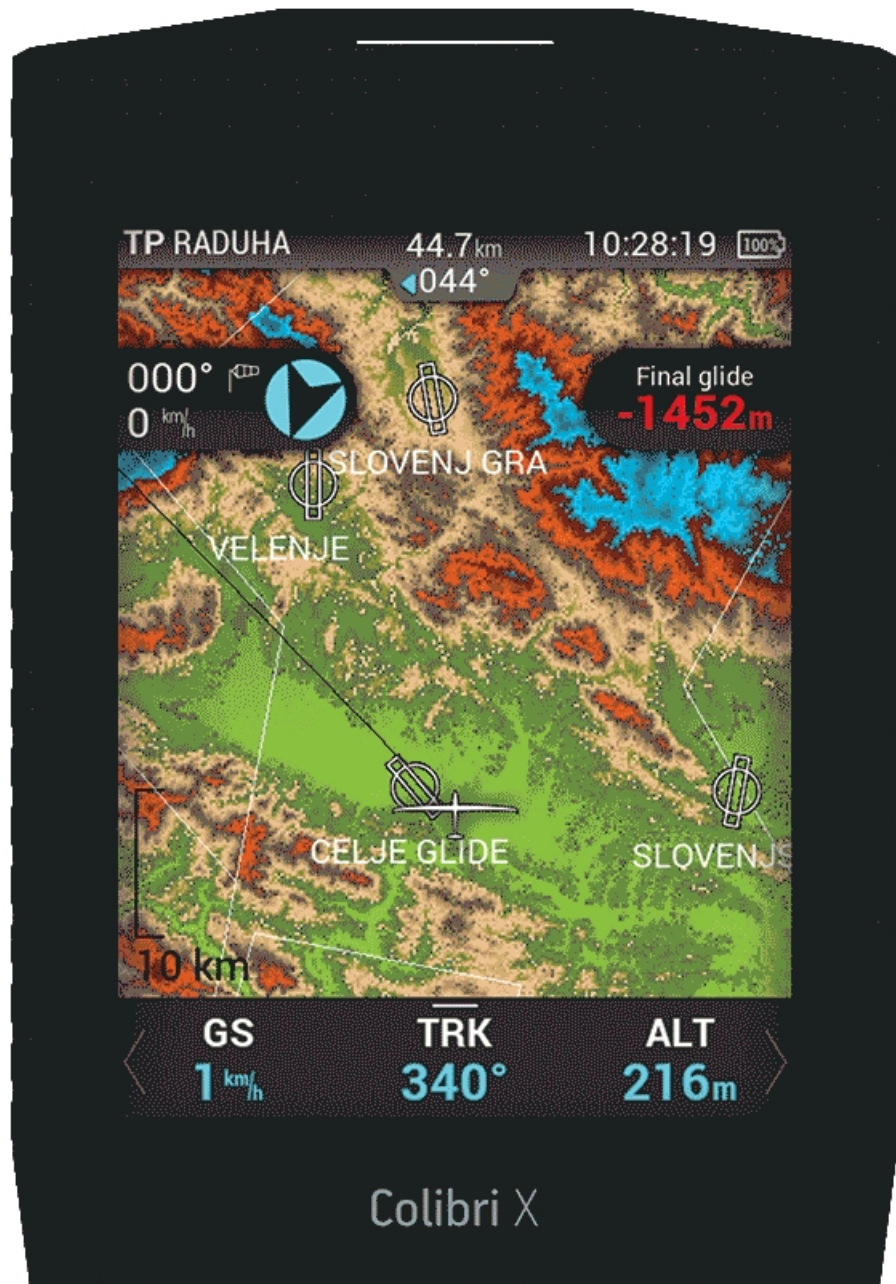 TP RADUHA 44.7km 10:28:19 100%
044°
000°
0 km/h
Final glide
-1452m
SLOVENJ GRA
VELENJE
CELJE GLIDE
SLOVENJS
10 km
GS TRK ALT
1 km/h 340° 216m
Colibri X